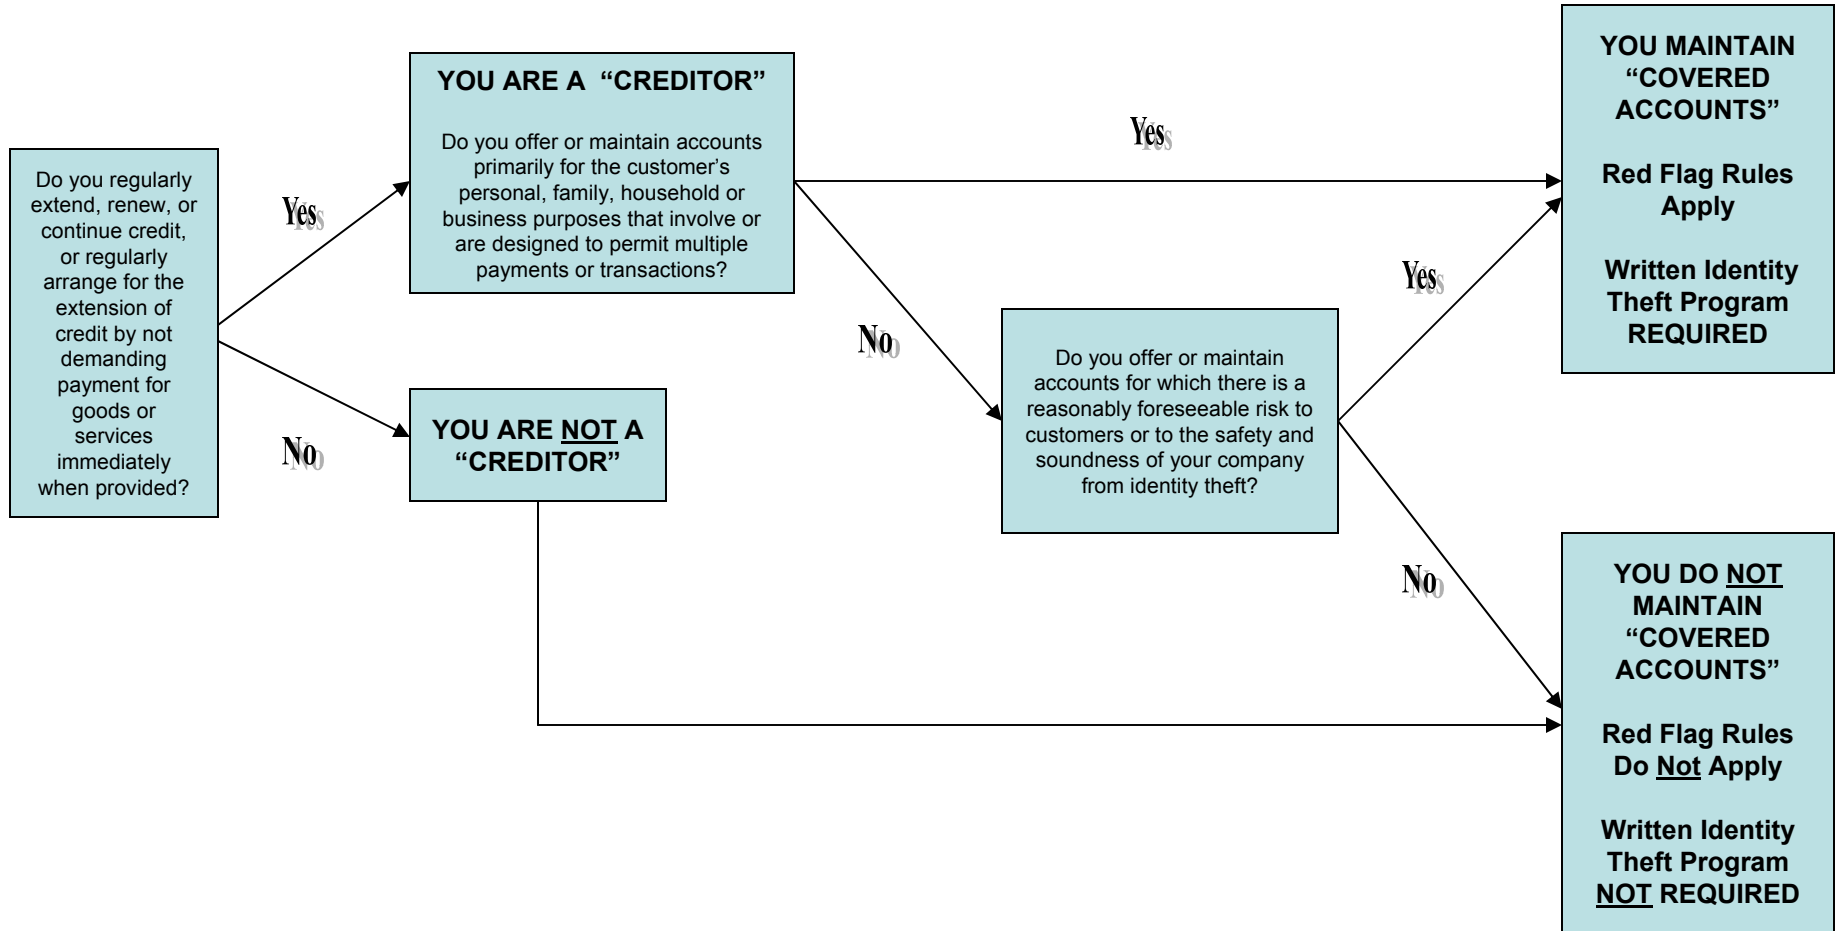 Do you regularly
extend, renew, or
continue credit,
or regularly
arrange for the
extension of
credit by not
demanding
payment for
goods or
services
immediately
when provided?
Yes
No
YOU ARE A “CREDITOR”
Do you offer or maintain accounts
primarily for the customer’s
personal, family, household or
business purposes that involve or
are designed to permit multiple
payments or transactions?
YOU ARE NOT A
“CREDITOR”
Yes
No
Do you offer or maintain
accounts for which there is a
reasonably foreseeable risk to
customers or to the safety and
soundness of your company
from identity theft?
Yes
No
YOU MAINTAIN
“COVERED
ACCOUNTS”
Red Flag Rules
Apply
Written Identity
Theft Program
REQUIRED
YOU DO NOT
MAINTAIN
“COVERED
ACCOUNTS”
Red Flag Rules
Do Not Apply
Written Identity
Theft Program
NOT REQUIRED